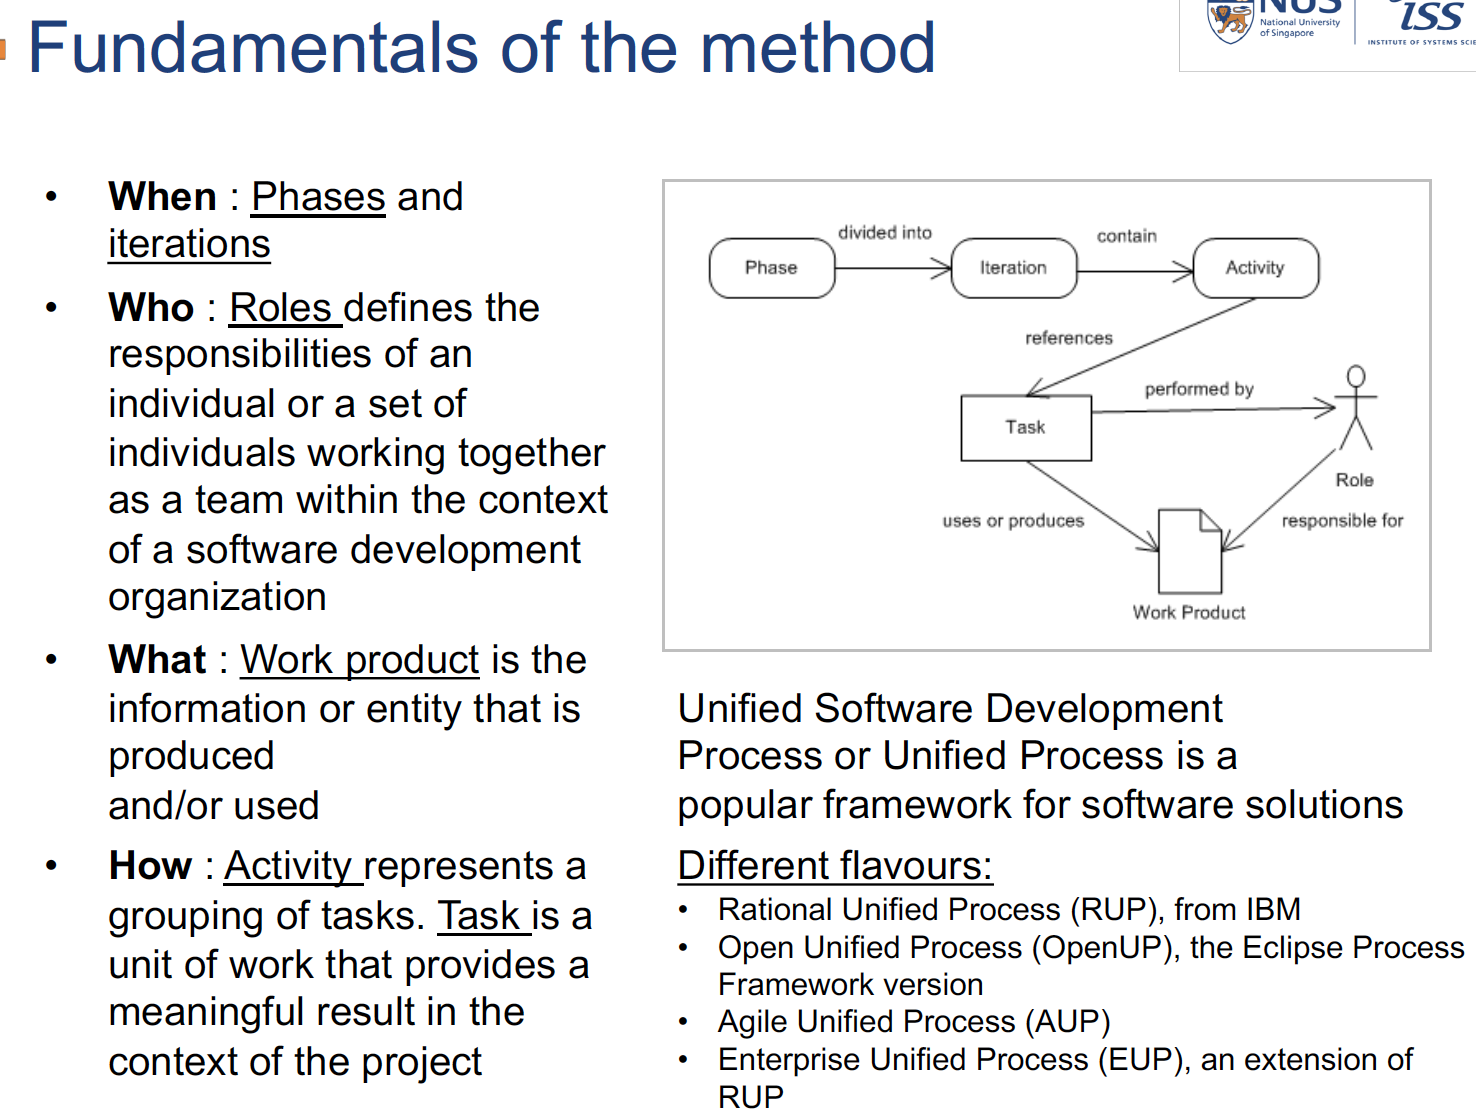 Fundamentals of the method
NUS
National University
of Singapore
iss
• When : Phases and
iterations
• Who : Roles defines the
responsibilities of an
individual or a set of
individuals working together
as a team within the context
of a software development
organization
• What : Work product is the
information or entity that is
produced
and/or used
• How : Activity represents a
grouping of tasks. Task is a
unit of work that provides a
meaningful result in the
context of the project
Phase
divided into
Iteration
contain
Activity
references
Task
performed by
Role
uses or produces
responsible for
Work Product
Unified Software Development
Process or Unified Process is a
popular framework for software solutions
Different flavours:
• Rational Unified Process (RUP), from IBM
• Open Unified Process (OpenUP), the Eclipse Process
Framework version
• Agile Unified Process (AUP)
• Enterprise Unified Process (EUP), an extension of
RUP
INSTITUTE OF SYSTEMS